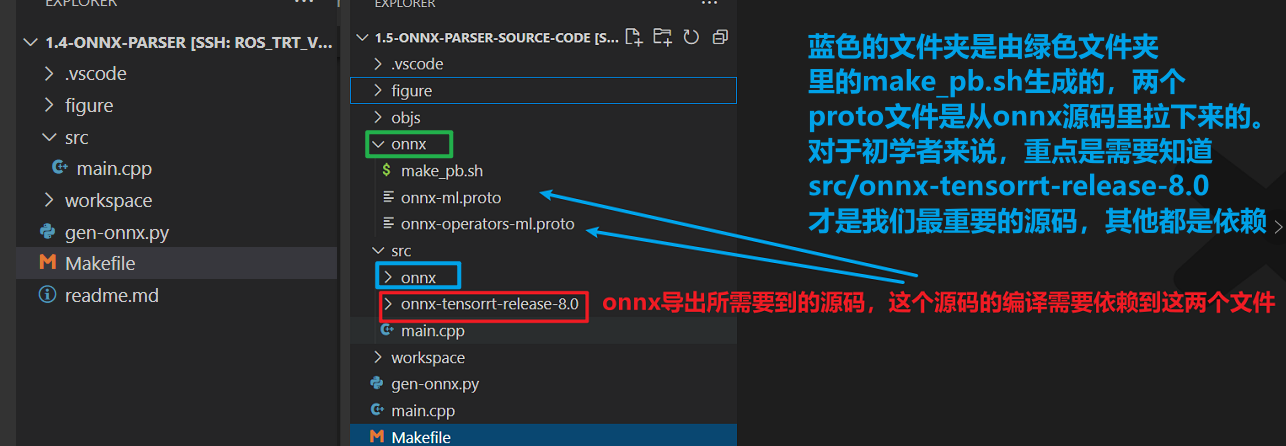 EXPLORER
1.4-ONNX-PARSER [SSH: ROS_TRT_V...
.vscode
figure
src
main.cpp
workspace
gen-onnx.py
Makefile
readme.md
EXPLORER
1.5-ONNX-PARSER-SOURCE-CODE [S...
.vscode
figure
objs
onnx
make_pb.sh
onnx-ml.proto
onnx-operators-ml.proto
src
onnx
onnx-tensorrt-release-8.0
main.cpp
workspace
gen-onnx.py
main.cpp
Makefile
蓝色的文件夹是由绿色文件夹
里的make_pb.sh生成的，两个
proto文件是从onnx源码里拉下来的。
对于初学者来说，重点是需要知道
src/onnx-tensorrt-release-8.0
才是我们最重要的源码，其他都是依赖
onnx导出所需要到的源码，这个源码的编译需要依赖到这两个文件